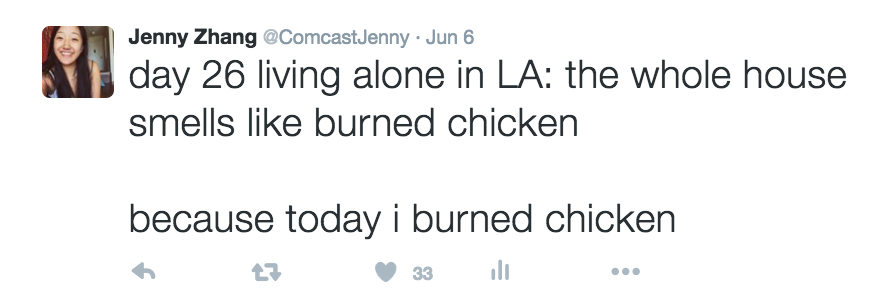 Jenny Zhang @ComcastJenny · Jun 6
day 26 living alone in LA: the whole house
smells like burned chicken
because today i burned chicken
33